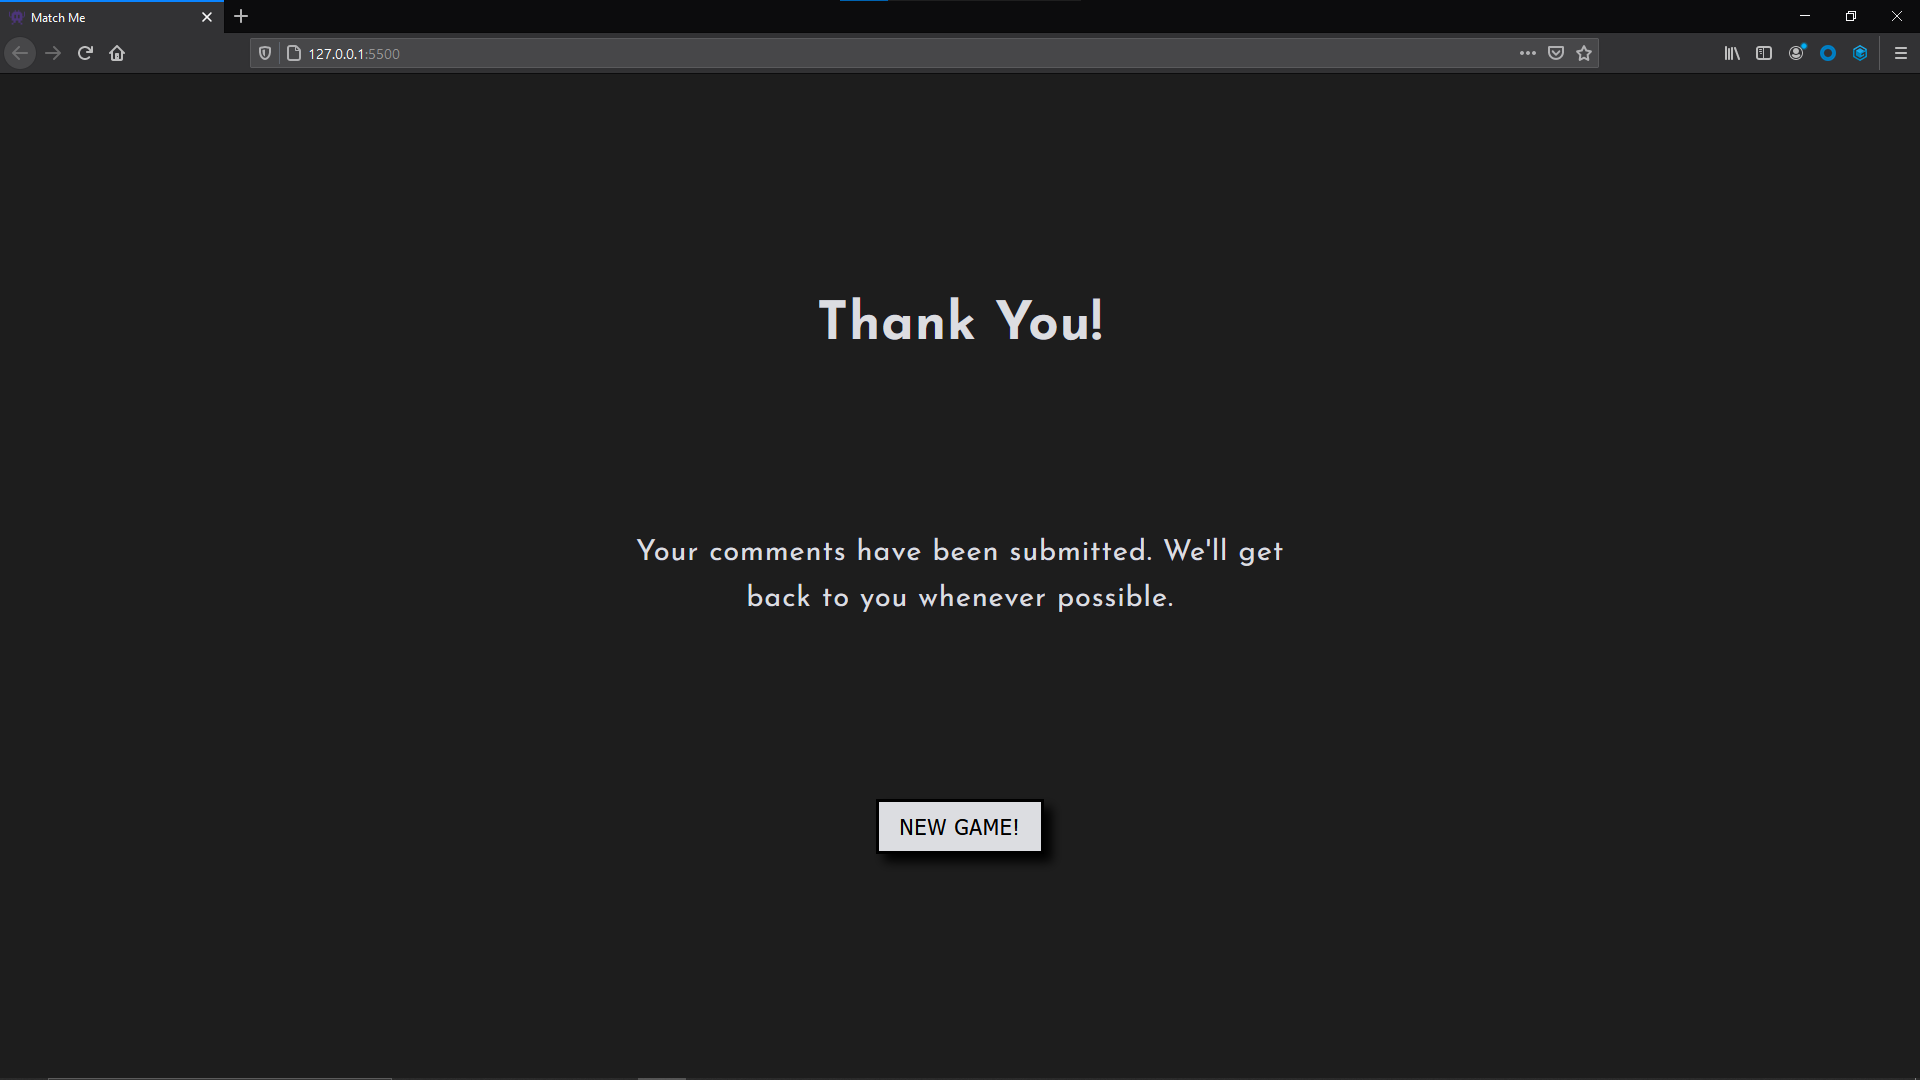 Match Me
127.0.0.1:5500
Thank You!
Your comments have been submitted. We'll get
back to you whenever possible.
NEW GAME!